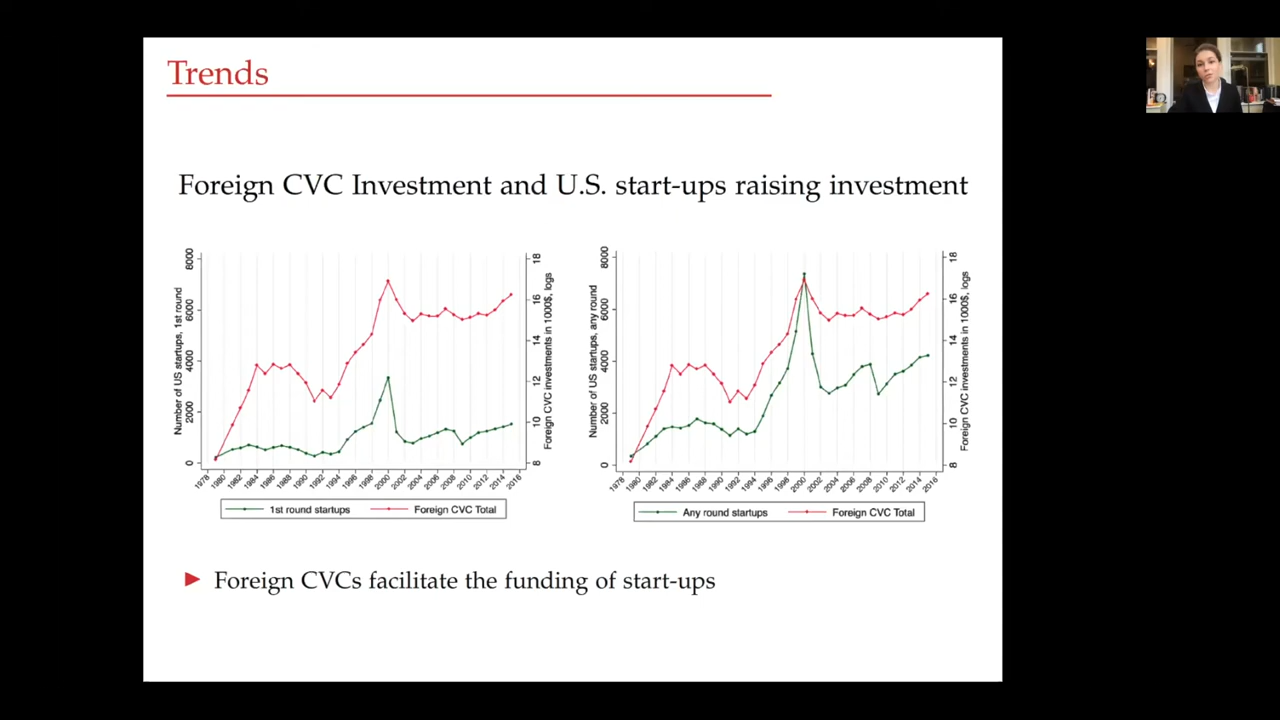 Trends
Foreign CVC Investment and U.S. start-ups raising investment
Number of US startups, 1st round
0 2000 4000 6000 8000
8 10 12 14 16 18
Foreign CVC investments in 1000$, logs
1978 1980 1982 1984 1986 1988 1990 1992 1994 1996 1998 2000 2002 2004 2006 2008 2010 2012 2014 2016
1st round startups Foreign CVC Total
Number of US startups, any round
0 2000 4000 6000 8000
8 10 12 14 16 18
Foreign CVC investments in 1000$, logs
1978 1980 1982 1984 1986 1988 1990 1992 1994 1996 1998 2000 2002 2004 2006 2008 2010 2012 2014 2016
Any round startups Foreign CVC Total
Foreign CVCs facilitate the funding of start-ups